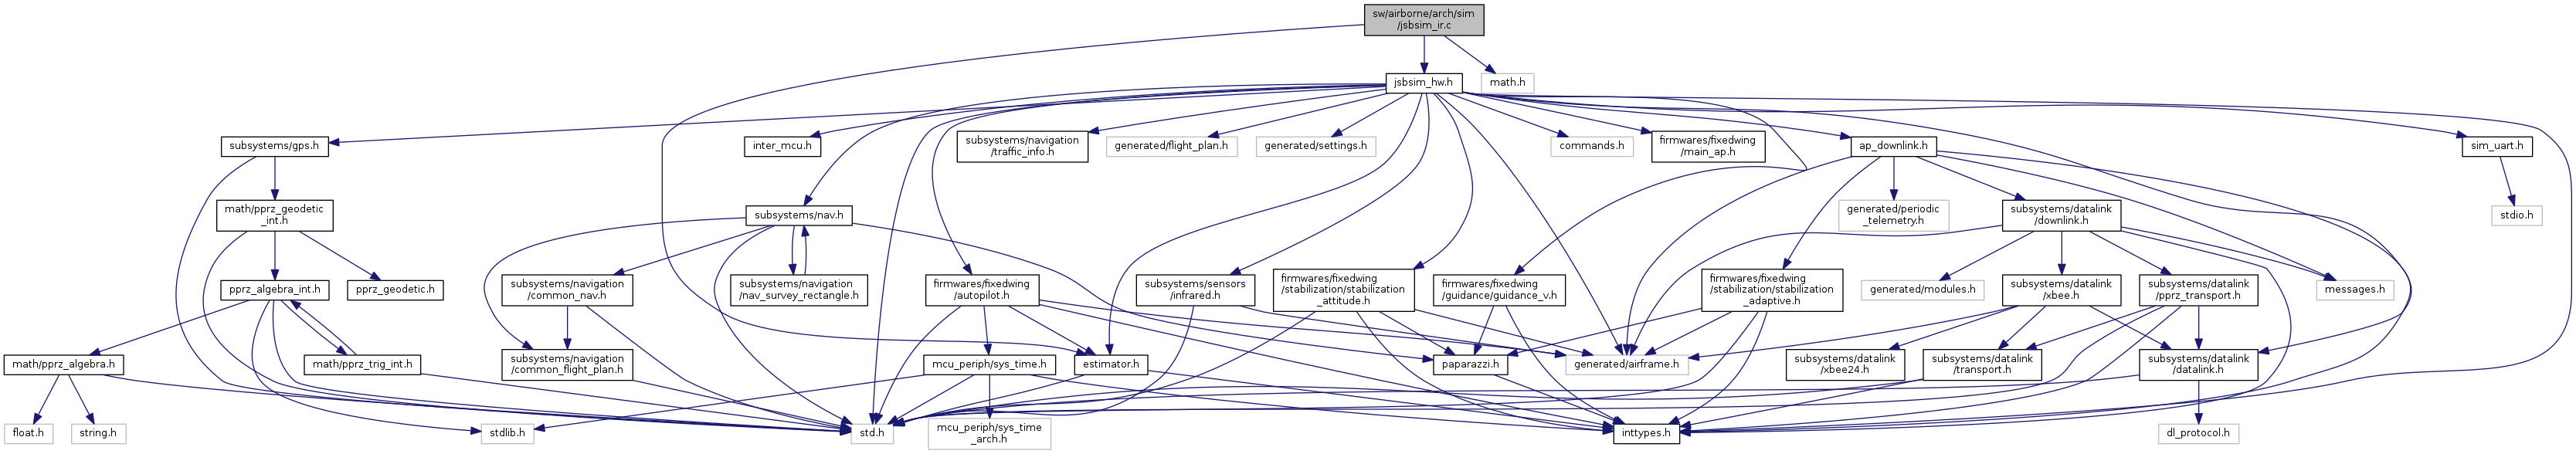 sw/airborne/arch/sim
/jsbsim_ir.c
jsbsim_hw.h
math.h
subsystems/gps.h
inter_mcu.h
subsystems/navigation
/traffic_info.h
generated/flight_plan.h
generated/settings.h
commands.h
firmwares/fixedwing
/main_ap.h
ap_downlink.h
sim_uart.h
math/pprz_geodetic
_int.h
subsystems/nav.h
generated/periodic
_telemetry.h
subsystems/datalink
/downlink.h
stdio.h
pprz_algebra_int.h
pprz_geodetic.h
subsystems/navigation
/common_nav.h
subsystems/navigation
/nav_survey_rectangle.h
firmwares/fixedwing
/autopilot.h
subsystems/sensors
/infrared.h
firmwares/fixedwing
/stabilization/stabilization
_attitude.h
firmwares/fixedwing
/guidance/guidance_v.h
firmwares/fixedwing
/stabilization/stabilization
_adaptive.h
generated/modules.h
subsystems/datalink
/xbee.h
subsystems/datalink
/pprz_transport.h
messages.h
math/pprz_algebra.h
math/pprz_trig_int.h
subsystems/navigation
/common_flight_plan.h
mcu_periph/sys_time.h
estimator.h
paparazzi.h
generated/airframe.h
subsystems/datalink
/xbee24.h
subsystems/datalink
/transport.h
subsystems/datalink
/datalink.h
float.h
string.h
stdlib.h
std.h
mcu_periph/sys_time
_arch.h
inttypes.h
dl_protocol.h